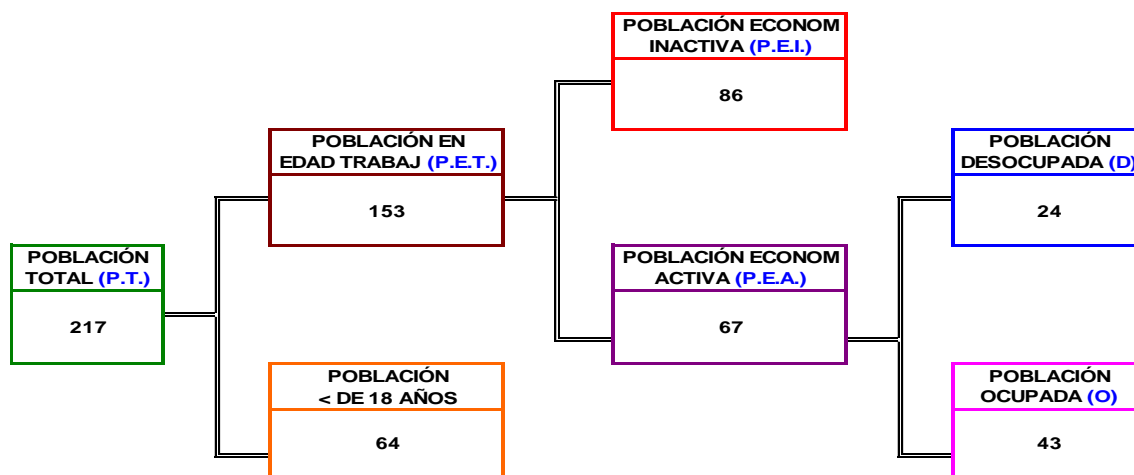 POBLACIÓN ECONOM
INACTIVA (P.E.I.)
86
POBLACIÓN EN
EDAD TRABAJ (P.E.T.)
153
POBLACIÓN
DESOCUPADA (D)
24
POBLACIÓN
TOTAL (P.T.)
217
POBLACIÓN ECONOM
ACTIVA (P.E.A.)
67
POBLACIÓN
< DE 18 AÑOS
64
POBLACIÓN
OCUPADA (O)
43